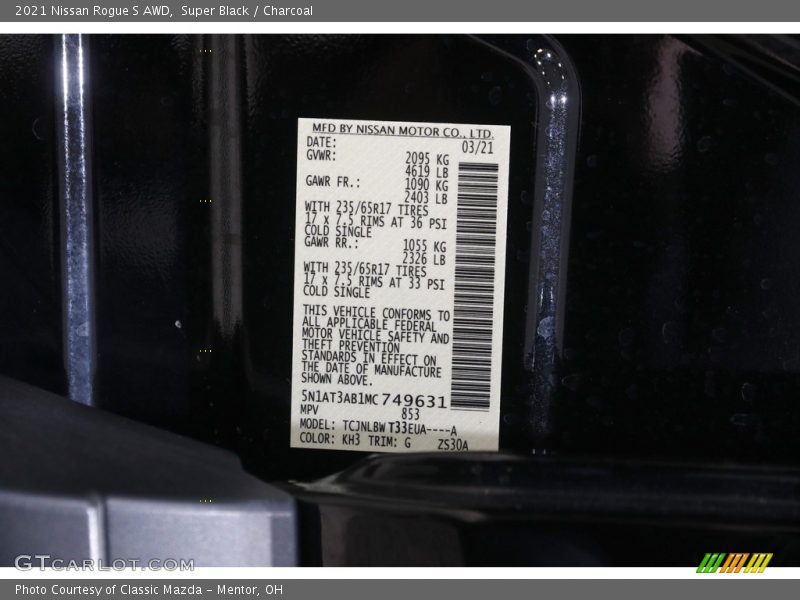 2021 Nissan Rogue S AWD,  Super Black / Charcoal
MFD BY NISSAN MOTOR CO., LTD.
DATE: 03/21
GVWR: 2095 KG
4619 LB
GAWR FR.: 1090 KG
2403 LB
WITH 235/65R17 TIRES
17 x 7.5 RIMS AT 36 PSI
COLD SINGLE
GAWR RR.: 1055 KG
2326 LB
WITH 235/65R17 TIRES
17 x 7.5 RIMS AT 33 PSI
COLD SINGLE
THIS VEHICLE CONFORMS TO
ALL APPLICABLE FEDERAL
MOTOR VEHICLE SAFETY AND
THEFT PREVENTION
STANDARDS IN EFFECT ON
THE DATE OF MANUFACTURE
SHOWN ABOVE.
5N1AT3AB1MC749631
MPV 853
MODEL: TCJNLBWT33EUA----A
COLOR: KH3 TRIM: G ZS30A
GTcarlot.com
Photo Courtesy of Classic Mazda - Mentor, OH